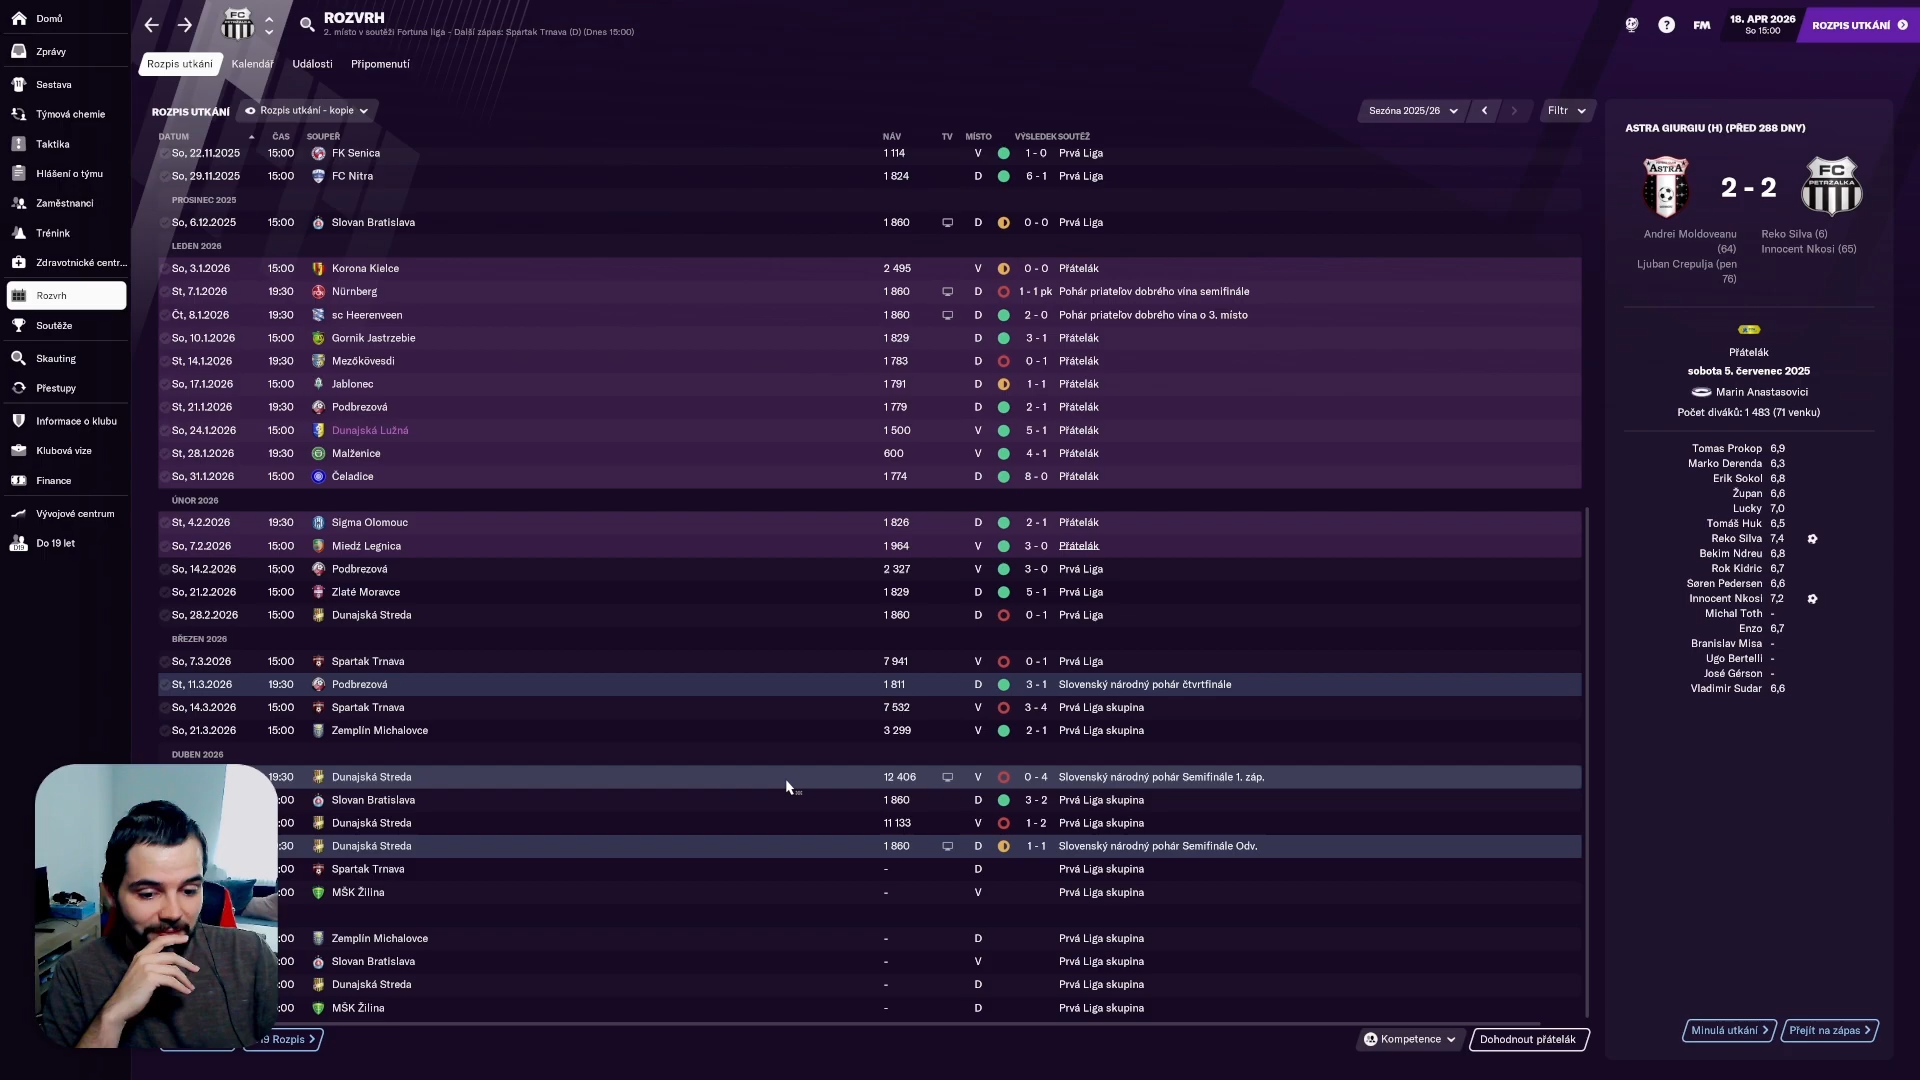 Domů
Zprávy
Sestava
Týmová chemie
Taktika
Hlášení o týmu
Zaměstnanci
Trénink
Zdravotnické centr...
Rozvrh
Soutěže
Skauting
Přestupy
Informace o klubu
Klubová vize
Finance
Vývojové centrum
Do 19 let
ROZVRH
2. místo v soutěži Fortuna liga - Další zápas: Spartak Trnava (D) (Dnes 15:00)
FM
18. APR 2026
So 15:00
ROZPIS UTKÁNÍ
Rozpis utkání Kalendář Události Připomenutí
ROZPIS UTKÁNÍ Rozpis utkání - kopie Sezóna 2025/26 Filtr
DATUM ČAS SOUPEŘ NÁV TV MÍSTO VÝSLEDEK SOUTĚŽ
So, 22.11.2025 15:00 FK Senica 1 114 V 1 - 0 Prvá Liga
So, 29.11.2025 15:00 FC Nitra 1 824 D 6 - 1 Prvá Liga
PROSINEC 2025
So, 6.12.2025 15:00 Slovan Bratislava 1 860 D 0 - 0 Prvá Liga
LEDEN 2026
So, 3.1.2026 15:00 Korona Kielce 2 495 V 0 - 0 Přátelák
St, 7.1.2026 19:30 Nürnberg 1 860 D 1 - 1 pk Pohár priateľov dobrého vína semifinále
Čt, 8.1.2026 19:30 sc Heerenveen 1 860 D 2 - 0 Pohár priateľov dobrého vína o 3. místo
So, 10.1.2026 15:00 Gornik Jastrzebie 1 829 D 3 - 1 Přátelák
St, 14.1.2026 19:30 Mezőkövesdi 1 783 D 0 - 1 Přátelák
So, 17.1.2026 15:00 Jablonec 1 791 D 1 - 1 Přátelák
St, 21.1.2026 19:30 Podbrezová 1 779 D 2 - 1 Přátelák
So, 24.1.2026 15:00 Dunajská Lužná 1 500 V 5 - 1 Přátelák
St, 28.1.2026 19:30 Malženice 600 V 4 - 1 Přátelák
So, 31.1.2026 15:00 Čeladice 1 774 D 8 - 0 Přátelák
ÚNOR 2026
St, 4.2.2026 19:30 Sigma Olomouc 1 826 D 2 - 1 Přátelák
So, 7.2.2026 15:00 Miedź Legnica 1 964 V 3 - 0 Přátelák
So, 14.2.2026 15:00 Podbrezová 2 327 V 3 - 0 Prvá Liga
So, 21.2.2026 15:00 Zlaté Moravce 1 829 D 5 - 1 Prvá Liga
So, 28.2.2026 15:00 Dunajská Streda 1 860 D 0 - 1 Prvá Liga
BŘEZEN 2026
So, 7.3.2026 15:00 Spartak Trnava 7 941 V 0 - 1 Prvá Liga
St, 11.3.2026 19:30 Podbrezová 1 811 D 3 - 1 Slovenský národný pohár čtvrtfinále
So, 14.3.2026 15:00 Spartak Trnava 7 532 V 3 - 4 Prvá Liga skupina
So, 21.3.2026 15:00 Zemplín Michalovce 3 299 V 2 - 1 Prvá Liga skupina
DUBEN 2026
19:30 Dunajská Streda 12 406 V 0 - 4 Slovenský národný pohár Semifinále 1. záp.
:00 Slovan Bratislava 1 860 D 3 - 2 Prvá Liga skupina
:00 Dunajská Streda 11 133 V 1 - 2 Prvá Liga skupina
:30 Dunajská Streda 1 860 D 1 - 1 Slovenský národný pohár Semifinále Odv.
:00 Spartak Trnava - D Prvá Liga skupina
:00 MŠK Žilina - V Prvá Liga skupina
:00 Zemplín Michalovce - D Prvá Liga skupina
:00 Slovan Bratislava - V Prvá Liga skupina
:00 Dunajská Streda - D Prvá Liga skupina
:00 MŠK Žilina - D Prvá Liga skupina
19 Rozpis Kompetence Dohodnout přátelák
ASTRA GIURGIU (H) (PŘED 288 DNY)
ASTRA
FC PETRŽALKA
2 - 2
Andrei Moldoveanu
(64)
Ljuban Crepulja (pen
76)
Reko Silva (6)
Innocent Nkosi (65)
Přátelák
sobota 5. červenec 2025
Marin Anastasovici
Počet diváků: 1 483 (71 venku)
Tomas Prokop 6,9
Marko Derenda 6,3
Erik Sokol 6,8
Župan 6,6
Lucky 7,0
Tomáš Huk 6,5
Reko Silva 7,4
Bekim Ndreu 6,8
Rok Kidric 6,7
Søren Pedersen 6,6
Innocent Nkosi 7,2
Michal Toth -
Enzo 6,7
Branislav Misa -
Ugo Bertelli -
José Gérson -
Vladimir Sudar 6,6
Minulá utkání Přejít na zápas